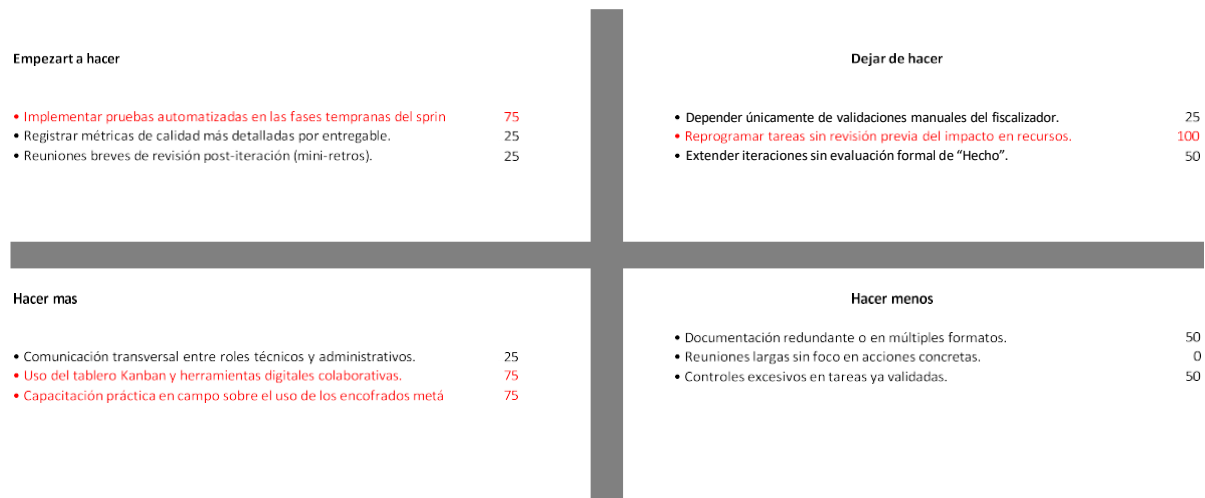 Empezart a hacer
• Implementar pruebas automatizadas en las fases tempranas del sprin 75
• Registrar métricas de calidad más detalladas por entregable. 25
• Reuniones breves de revisión post-iteración (mini-retros). 25
Dejar de hacer
• Depender únicamente de validaciones manuales del fiscalizador. 25
• Reprogramar tareas sin revisión previa del impacto en recursos. 100
• Extender iteraciones sin evaluación formal de “Hecho”. 50
Hacer mas
• Comunicación transversal entre roles técnicos y administrativos. 25
• Uso del tablero Kanban y herramientas digitales colaborativas. 75
• Capacitación práctica en campo sobre el uso de los encofrados metá 75
Hacer menos
• Documentación redundante o en múltiples formatos. 50
• Reuniones largas sin foco en acciones concretas. 0
• Controles excesivos en tareas ya validadas. 50